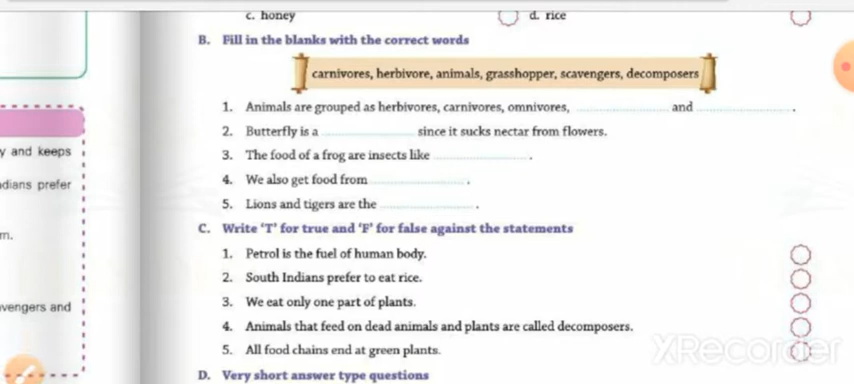 c. honey d. rice
B. Fill in the blanks with the correct words
carnivores, herbivore, animals, grasshopper, scavengers, decomposers
1. Animals are grouped as herbivores, carnivores, omnivores, and .
2. Butterfly is a since it sucks nectar from flowers.
3. The food of a frog are insects like .
y and keeps
4. We also get food from .
dians prefer
5. Lions and tigers are the .
C. Write 'T' for true and 'F' for false against the statements
m.
1. Petrol is the fuel of human body.
2. South Indians prefer to eat rice.
3. We eat only one part of plants.
vengers and
4. Animals that feed on dead animals and plants are called decomposers.
5. All food chains end at green plants.
XRecorder
D. Very short answer type questions